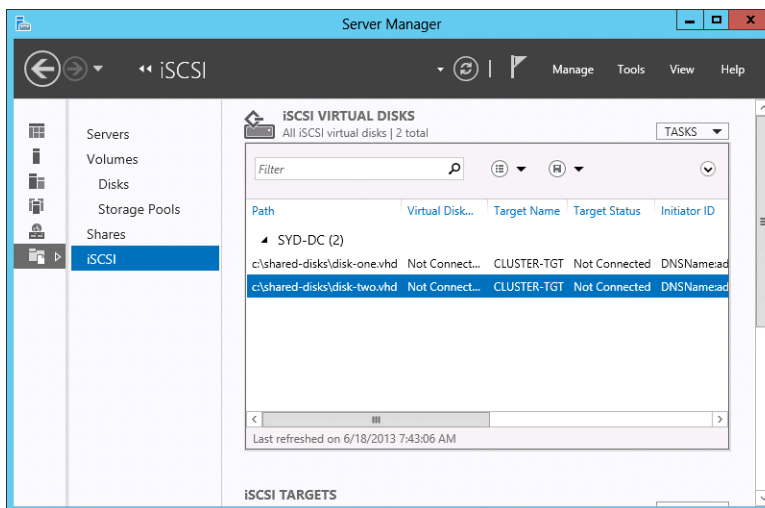 Server Manager
iSCSI
Manage Tools View Help
Servers
Volumes
Disks
Storage Pools
Shares
iSCSI
iSCSI VIRTUAL DISKS
All iSCSI virtual disks | 2 total
TASKS
Filter
Path Virtual Disk... Target Name Target Status Initiator ID
SYD-DC (2)
c:\shared-disks\disk-one.vhd Not Connect... CLUSTER-TGT Not Connected DNSName:ad
c:\shared-disks\disk-two.vhd Not Connect... CLUSTER-TGT Not Connected DNSName:ad
Last refreshed on 6/18/2013 7:43:06 AM
iSCSI TARGETS